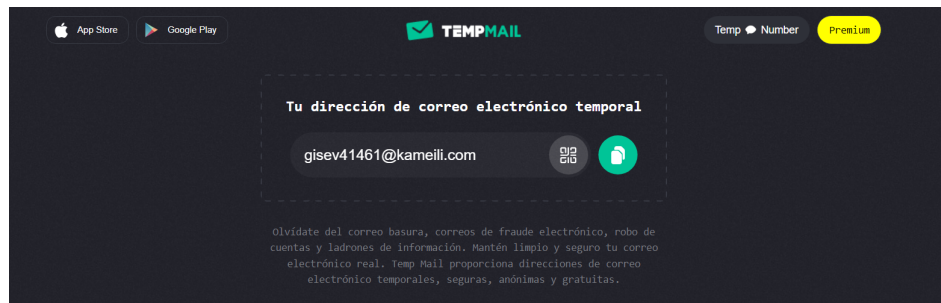 App Store
Google Play
TEMPMAIL
Temp Number
Premium
Tu dirección de correo electrónico temporal
gisev41461@kameili.com
Olvídate del correo basura, correos de fraude electrónico, robo de
cuentas y ladrones de información. Mantén limpio y seguro tu correo
electrónico real. Temp Mail proporciona direcciones de correo
electrónico temporales, seguras, anónimas y gratuitas.